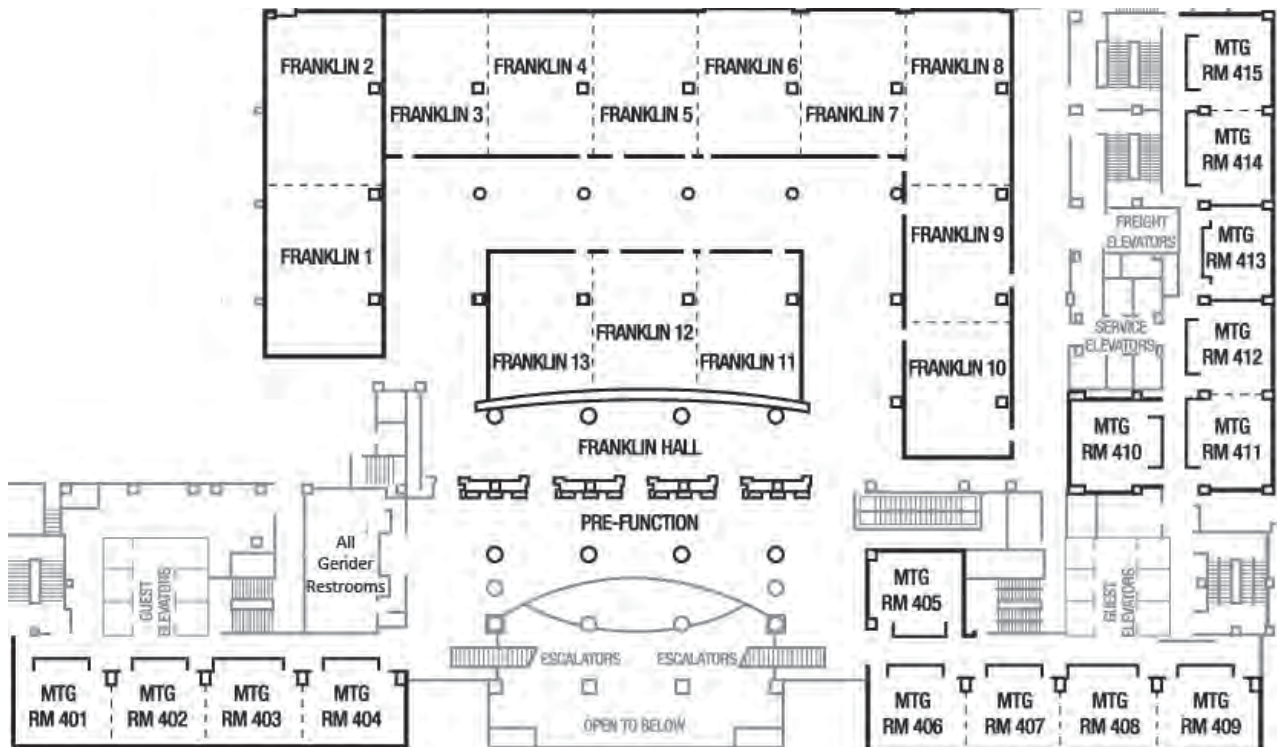 FRANKLIN 2
FRANKLIN 4
FRANKLIN 6
FRANKLIN 8
MTG
RM 415
FRANKLIN 3
FRANKLIN 5
FRANKLIN 7
MTG
RM 414
FREIGHT
ELEVATORS
FRANKLIN 1
FRANKLIN 9
MTG
RM 413
FRANKLIN 12
SERVICE
ELEVATORS
MTG
RM 412
FRANKLIN 13
FRANKLIN 11
FRANKLIN 10
FRANKLIN HALL
MTG
RM 410
MTG
RM 411
PRE-FUNCTION
All
Gender
Restrooms
GUEST
ELEVATORS
MTG
RM 405
GUEST
ELEVATORS
ESCALATORS
ESCALATORS
MTG
RM 401
MTG
RM 402
MTG
RM 403
MTG
RM 404
OPEN TO BELOW
MTG
RM 406
MTG
RM 407
MTG
RM 408
MTG
RM 409